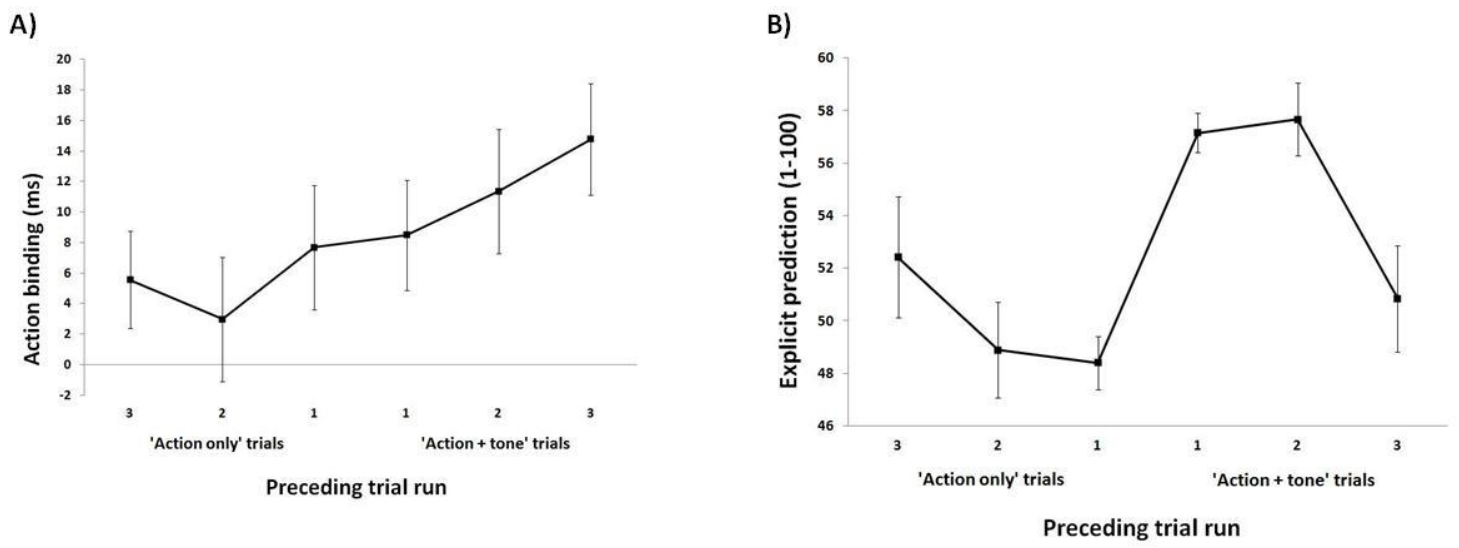 A)
Action binding (ms)
20
18
16
14
12
10
8
6
4
2
0
-2
3 2 1 1 2 3
'Action only' trials 'Action + tone' trials
Preceding trial run
B)
Explicit prediction (1-100)
60
58
56
54
52
50
48
46
3 2 1 1 2 3
'Action only' trials 'Action + tone' trials
Preceding trial run